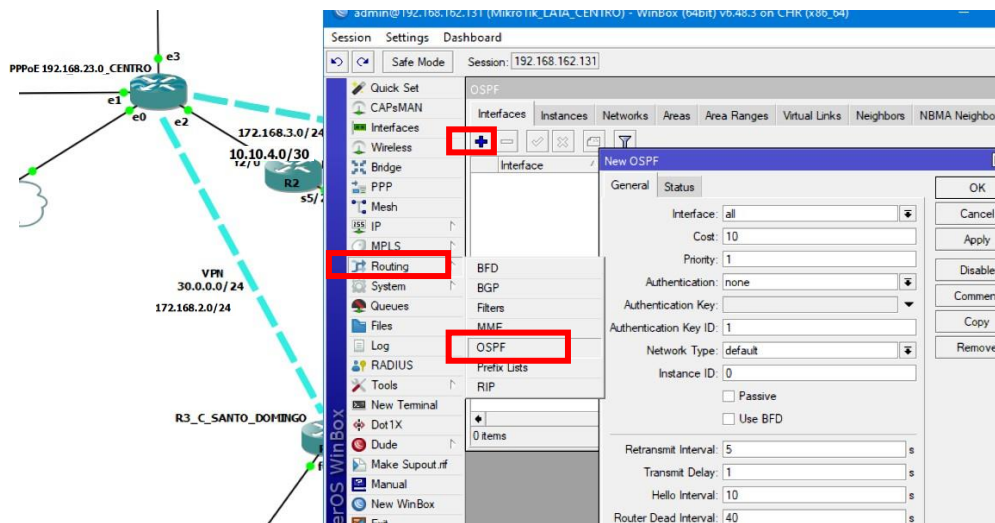 admin@192.168.162.131 (MikroTik_LATA_CENTRO) - WinBox (64bit) v6.48.3 on CHR (x86_64)
Session Settings Dashboard
Safe Mode Session: 192.168.162.131
e3
PPPoE 192.168.23.0_CENTRO
e1
e0
e2
172.168.3.0/24
10.10.4.0/30
R2
VPN
30.0.0.0/24
172.168.2.0/24
R3_C_SANTO_DOMINGO
Quick Set
CAPsMAN
Interfaces
Wireless
Bridge
PPP
Mesh
IP
MPLS
Routing
System
Queues
Files
Log
RADIUS
Tools
New Terminal
Dot1X
Dude
Make Supout.rif
Manual
New WinBox
Exit
erOS WinBox
BFD
BGP
Filters
MME
OSPF
Prefix Lists
RIP
OSPF
Interfaces Instances Networks Areas Area Ranges Virtual Links Neighbors NBMA Neighbo
Interface
0 items
New OSPF
General Status
Interface: all
Cost: 10
Priority: 1
Authentication: none
Authentication Key:
Authentication Key ID: 1
Network Type: default
Instance ID: 0
Passive
Use BFD
Retransmit Interval: 5 s
Transmit Delay: 1 s
Hello Interval: 10 s
Router Dead Interval: 40 s
OK
Cancel
Apply
Disable
Commen
Copy
Remove